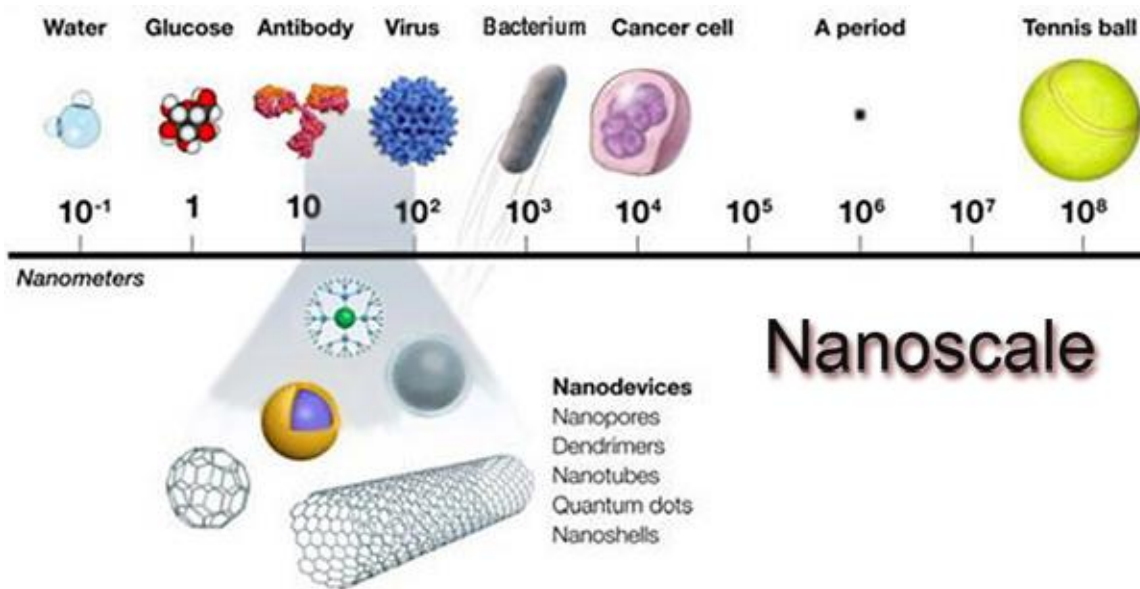 Water Glucose Antibody Virus Bacterium Cancer cell A period Tennis ball
10⁻¹ 1 10 10² 10³ 10⁴ 10⁵ 10⁶ 10⁷ 10⁸
Nanometers
Nanoscale
Nanodevices
Nanopores
Dendrimers
Nanotubes
Quantum dots
Nanoshells